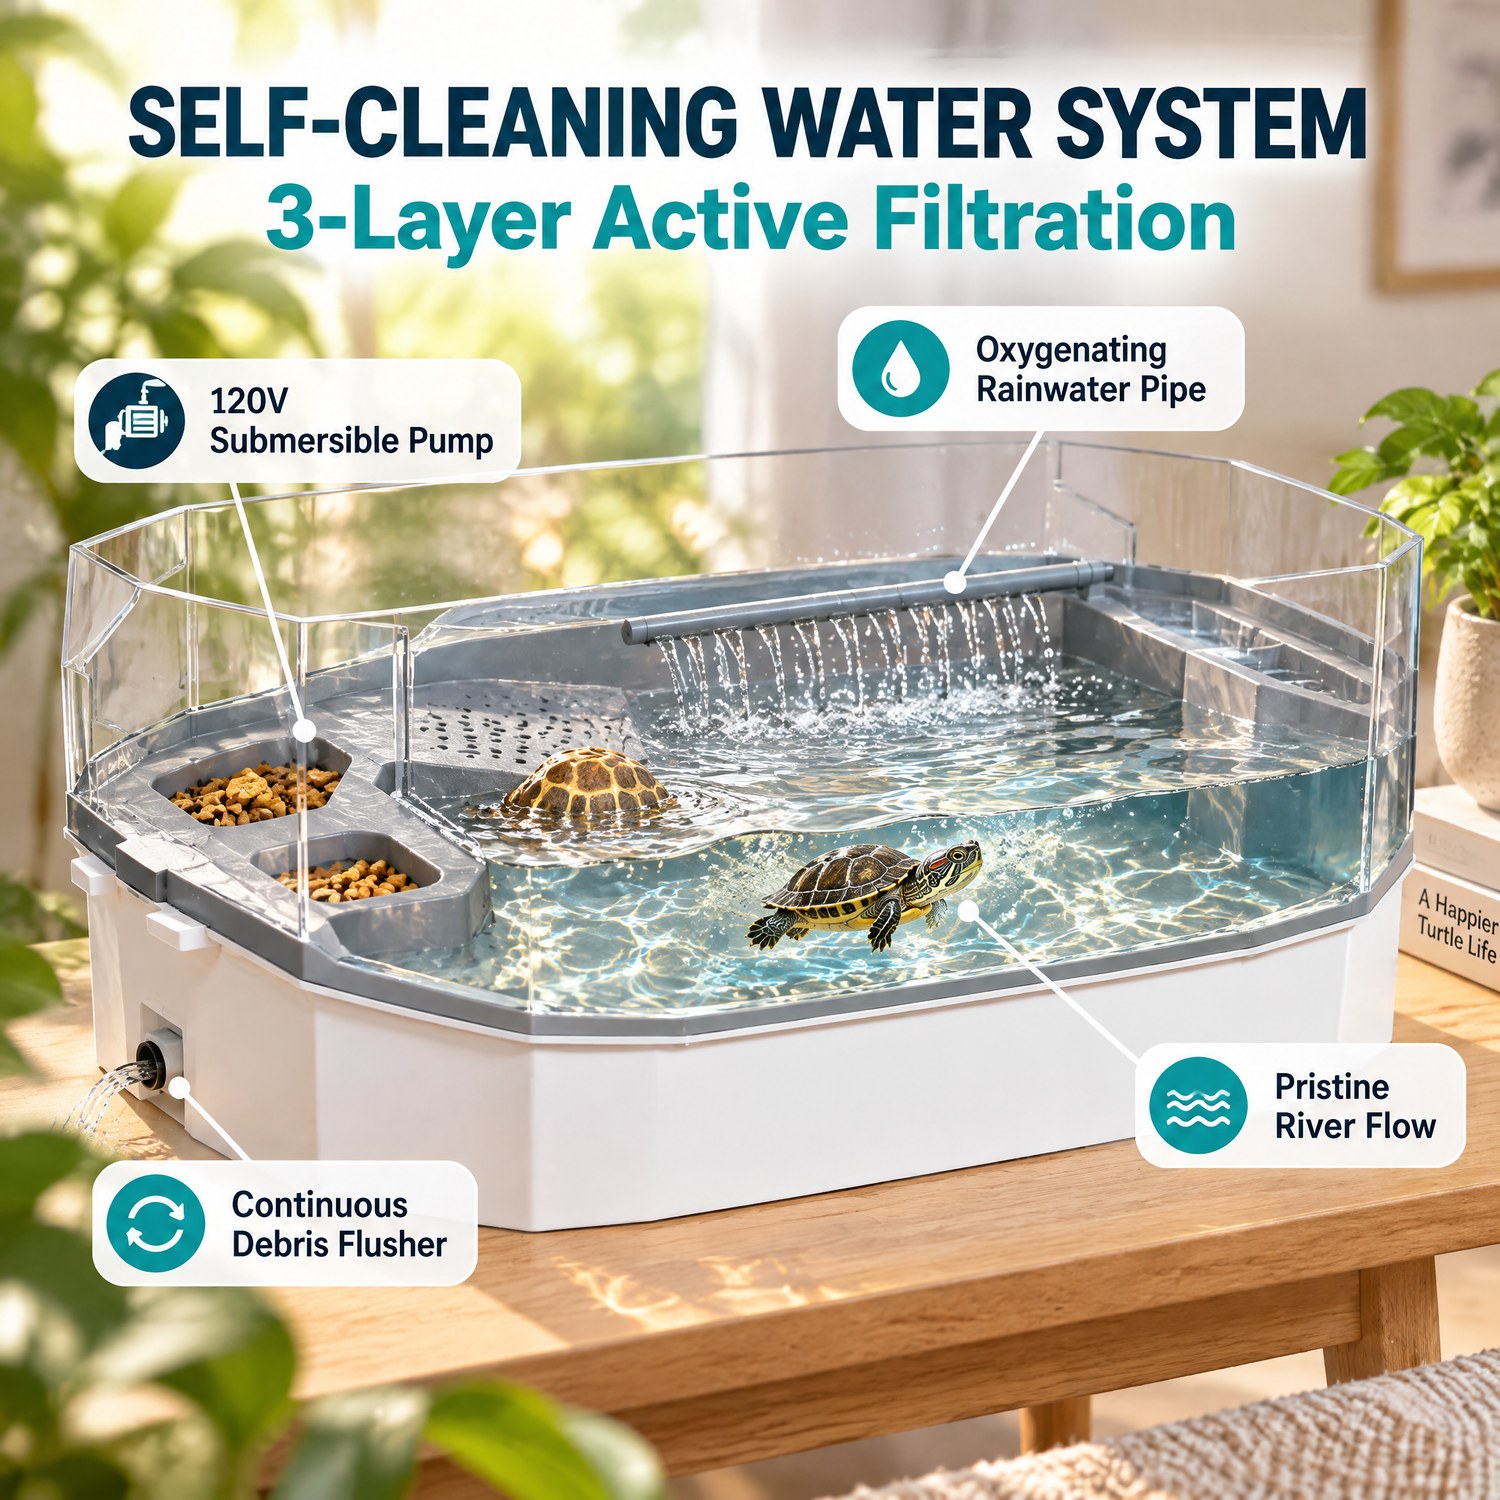 SELF-CLEANING WATER SYSTEM
3-Layer Active Filtration
120V
Submersible Pump
Oxygenating
Rainwater Pipe
A Happier
Turtle Life
Pristine
River Flow
Continuous
Debris Flusher